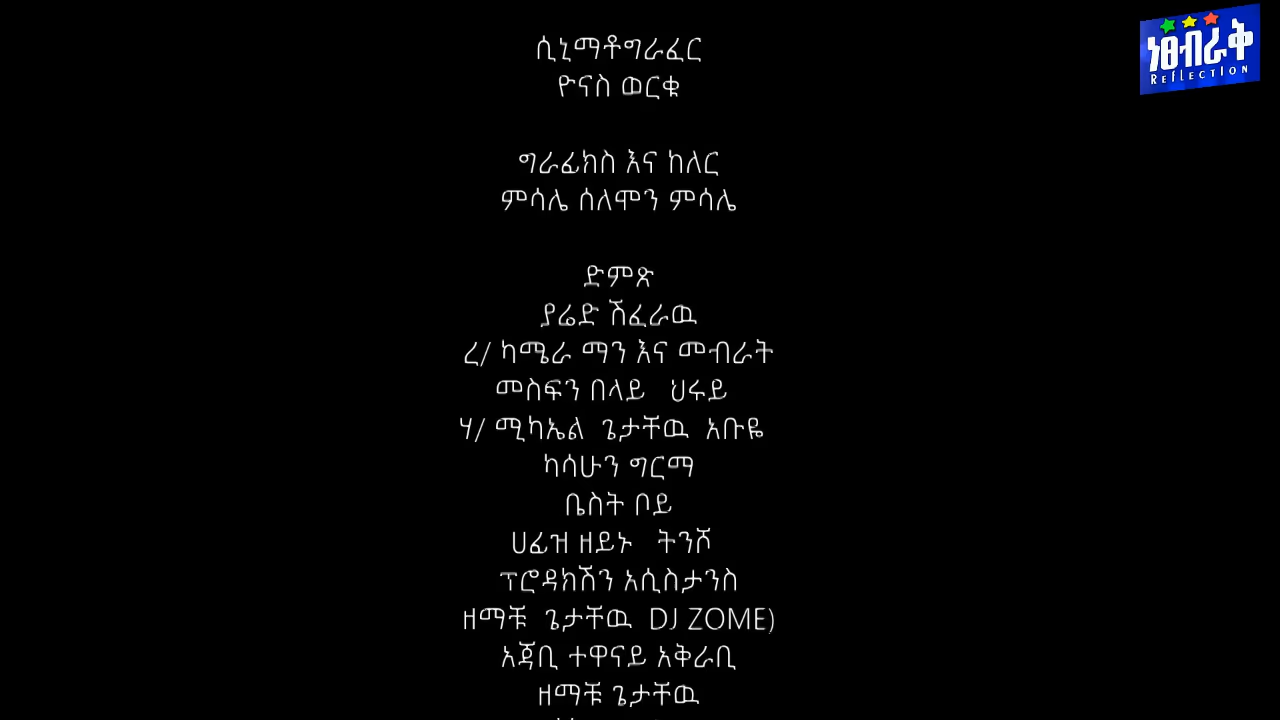 ሲኒማቶግራፈር
ዮናስ ወርቁ
ግራፊክስ እና ከለር
ምሳሌ ሰለሞን ምሳሌ
ድምጽ
ያሬድ ሽፈራዉ
ረ/ ካሜራ ማን እና መብራት
መስፍን በላይ ህሩይ
ሃ/ ሚካኤል ጌታቸዉ አቡዬ
ካሳሁን ግርማ
ቤስት ቦይ
ሀፊዝ ዘይኑ ትንሾ
ፕሮዳክሽን አሲስታንስ
ዘማቹ ጌታቸዉ DJ ZOME)
አጃቢ ተዋናይ አቅራቢ
ዘማቹ ጌታቸዉ
ነፀብራቅ
REFLECTION